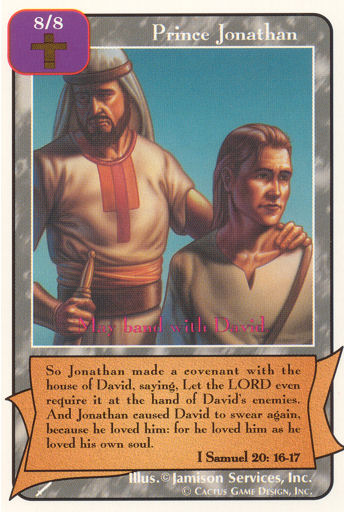 8/8
Prince Jonathan
May band with David
So Jonathan made a covenant with the
house of David, saying, Let the LORD even
require it at the hand of David's enemies.
And Jonathan caused David to swear again,
because he loved him: for he loved him as he
loved his own soul.
I Samuel 20: 16-17
Illus.©Jamison Services, Inc.
© CACTUS GAME DESIGN, INC.